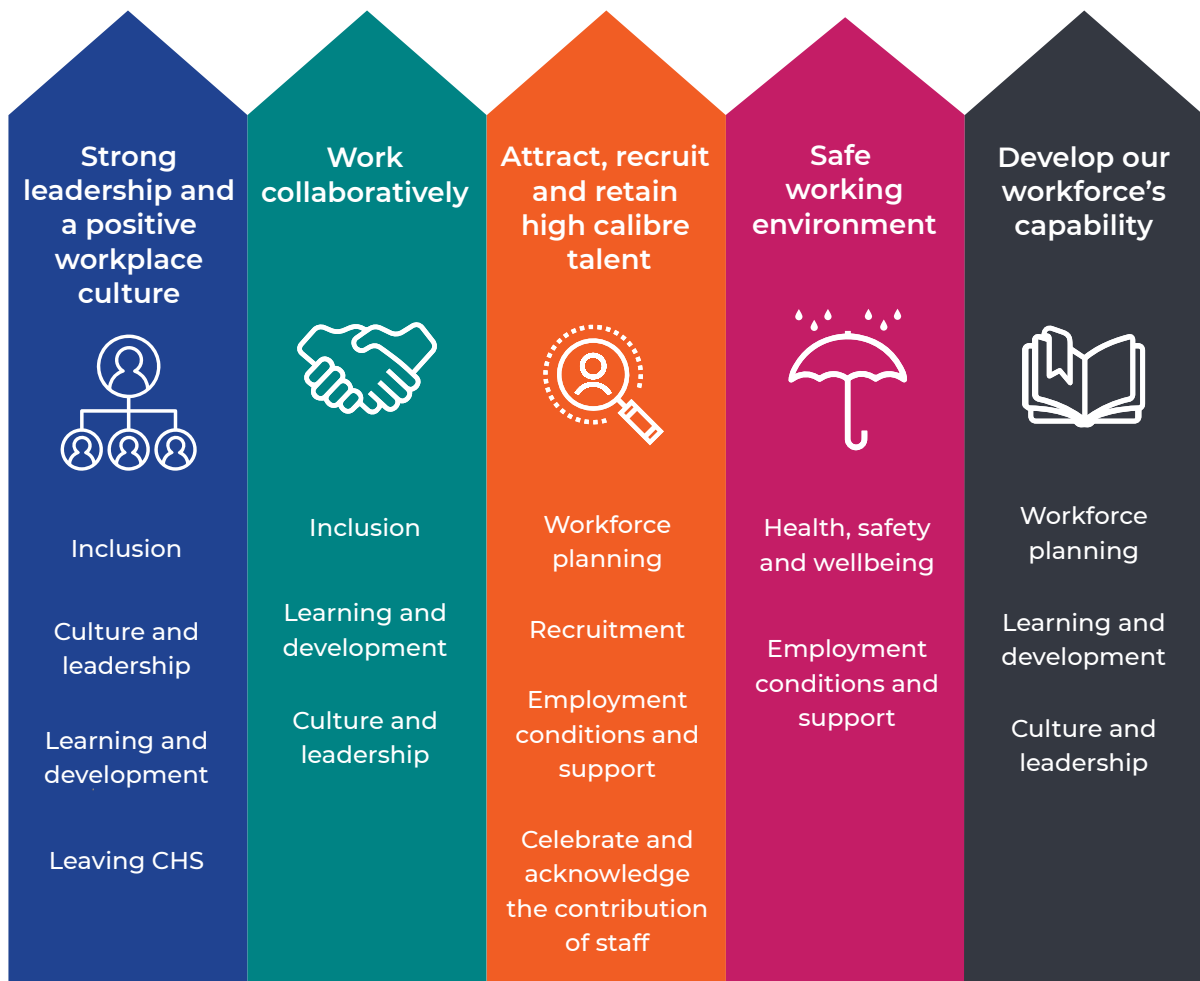 Strong
leadership and
a positive
workplace
culture
Inclusion
Culture and
leadership
Learning and
development
Leaving CHS
Work
collaboratively
Inclusion
Learning and
development
Culture and
leadership
Attract, recruit
and retain
high calibre
talent
Workforce
planning
Recruitment
Employment
conditions and
support
Celebrate and
acknowledge
the contribution
of staff
Safe
working
environment
Health, safety
and wellbeing
Employment
conditions and
support
Develop our
workforce’s
capability
Workforce
planning
Learning and
development
Culture and
leadership